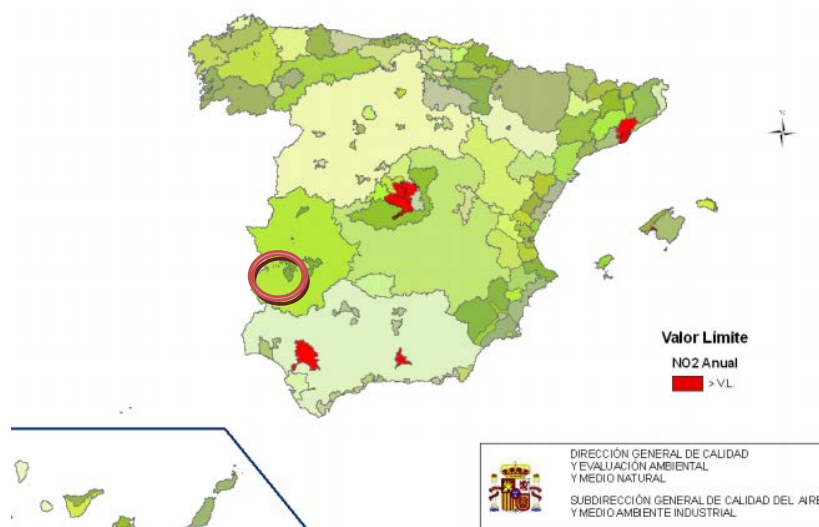 N
Valor Límite
NO2 Anual
> V.L.
DIRECCIÓN GENERAL DE CALIDAD
Y EVALUACIÓN AMBIENTAL
Y MEDIO NATURAL
SUBDIRECCIÓN GENERAL DE CALIDAD DEL AIRE
Y MEDIO AMBIENTE INDUSTRIAL